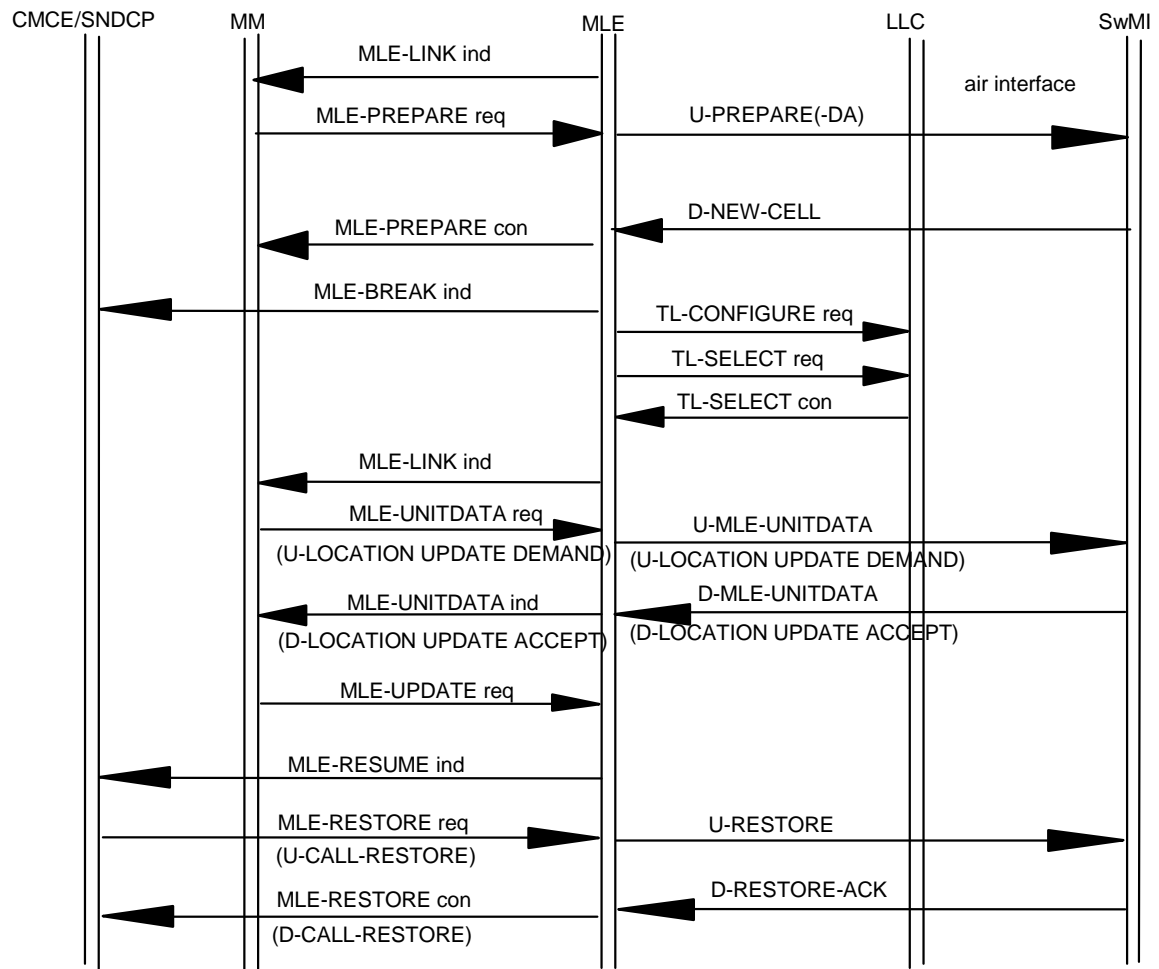 CMCE/SNDCP MM MLE LLC SwMI
MLE-LINK ind
air interface
MLE-PREPARE req U-PREPARE(-DA)
D-NEW-CELL
MLE-PREPARE con
MLE-BREAK ind
TL-CONFIGURE req
TL-SELECT req
TL-SELECT con
MLE-LINK ind
MLE-UNITDATA req U-MLE-UNITDATA
(U-LOCATION UPDATE DEMAND) (U-LOCATION UPDATE DEMAND)
MLE-UNITDATA ind D-MLE-UNITDATA
(D-LOCATION UPDATE ACCEPT) (D-LOCATION UPDATE ACCEPT)
MLE-UPDATE req
MLE-RESUME ind
MLE-RESTORE req U-RESTORE
(U-CALL-RESTORE)
MLE-RESTORE con D-RESTORE-ACK
(D-CALL-RESTORE)